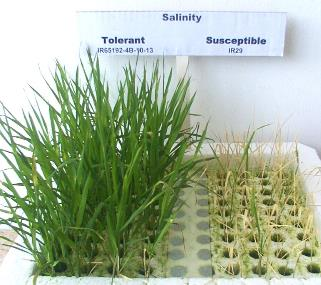 Salinity
Tolerant Susceptible
IR65192-4B-10-13 IR29